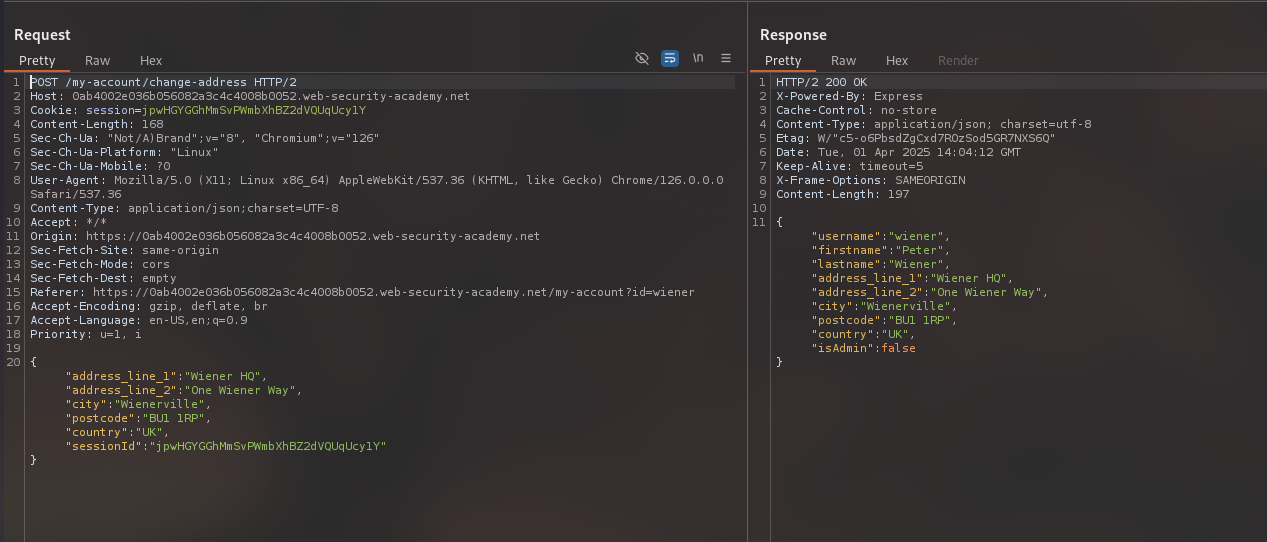 Request
Pretty Raw Hex
\n
1 POST /my-account/change-address HTTP/2
2 Host: 0ab4002e036b056082a3c4c4008b0052.web-security-academy.net
3 Cookie: session=jpwHGYGGhMmSvPWmbXhBZ2dVQUqUcy1Y
4 Content-Length: 168
5 Sec-Ch-Ua: "Not/A)Brand";v="8", "Chromium";v="126"
6 Sec-Ch-Ua-Platform: "Linux"
7 Sec-Ch-Ua-Mobile: ?0
8 User-Agent: Mozilla/5.0 (X11; Linux x86_64) AppleWebKit/537.36 (KHTML, like Gecko) Chrome/126.0.0.0
Safari/537.36
9 Content-Type: application/json;charset=UTF-8
10 Accept: */*
11 Origin: https://0ab4002e036b056082a3c4c4008b0052.web-security-academy.net
12 Sec-Fetch-Site: same-origin
13 Sec-Fetch-Mode: cors
14 Sec-Fetch-Dest: empty
15 Referer: https://0ab4002e036b056082a3c4c4008b0052.web-security-academy.net/my-account?id=wiener
16 Accept-Encoding: gzip, deflate, br
17 Accept-Language: en-US,en;q=0.9
18 Priority: u=1, i
19
20 {
"address_line_1":"Wiener HQ",
"address_line_2":"One Wiener Way",
"city":"Wienerville",
"postcode":"BU1 1RP",
"country":"UK",
"sessionId":"jpwHGYGGhMmSvPWmbXhBZ2dVQUqUcy1Y"
}
Response
Pretty Raw Hex Render
1 HTTP/2 200 OK
2 X-Powered-By: Express
3 Cache-Control: no-store
4 Content-Type: application/json; charset=utf-8
5 Etag: W/"c5-o6PbsdZgCxd7ROzSod5GR7NXS6Q"
6 Date: Tue, 01 Apr 2025 14:04:12 GMT
7 Keep-Alive: timeout=5
8 X-Frame-Options: SAMEORIGIN
9 Content-Length: 197
10
11 {
"username":"wiener",
"firstname":"Peter",
"lastname":"Wiener",
"address_line_1":"Wiener HQ",
"address_line_2":"One Wiener Way",
"city":"Wienerville",
"postcode":"BU1 1RP",
"country":"UK",
"isAdmin":false
}